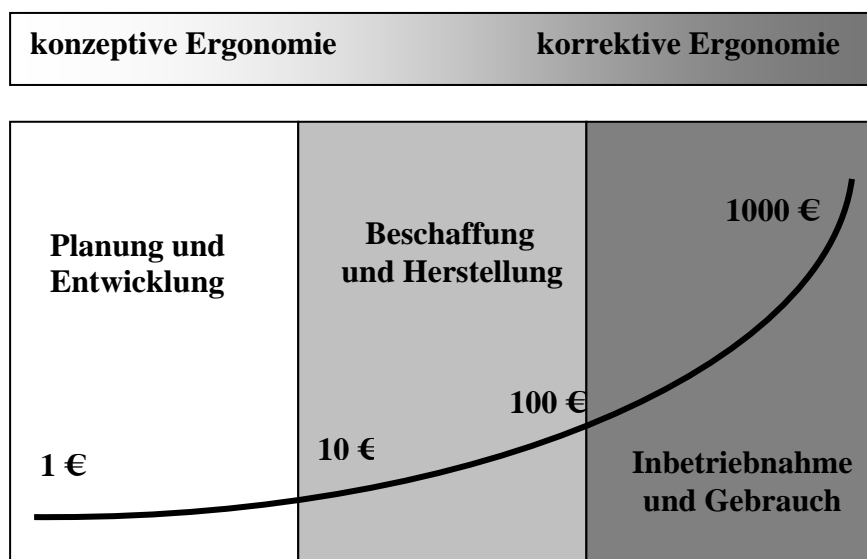 konzeptive Ergonomie
korrektive Ergonomie
Planung und
Entwicklung
Beschaffung
und Herstellung
1000 €
100 €
10 €
1 €
Inbetriebnahme
und Gebrauch